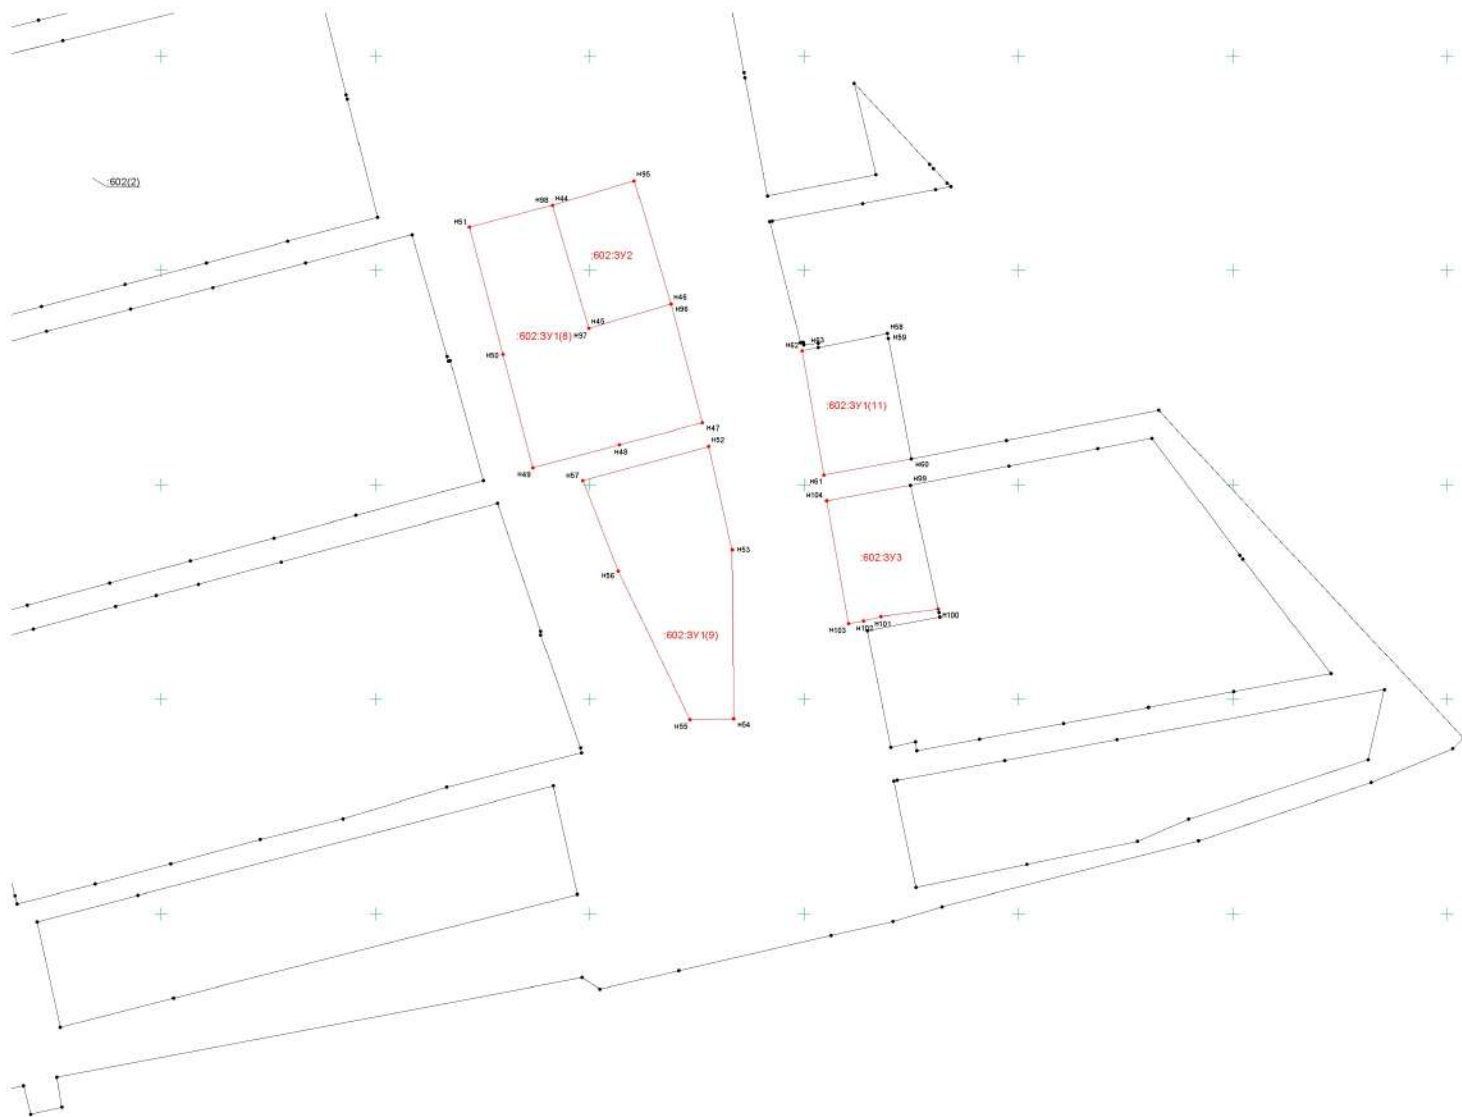 :602(2)
н95
н98 н44
н51
:602:ЗУ2
н46
н96
н45
н97
:602:ЗУ1(8)
н50
н58
н59
н63
н62
:602:ЗУ1(11)
н47
н52
н48
н49
н57
н60
н61
н99
н104
н53
:602:ЗУ3
н56
н100
н101
н102
н103
:602:ЗУ1(9)
н55
н54